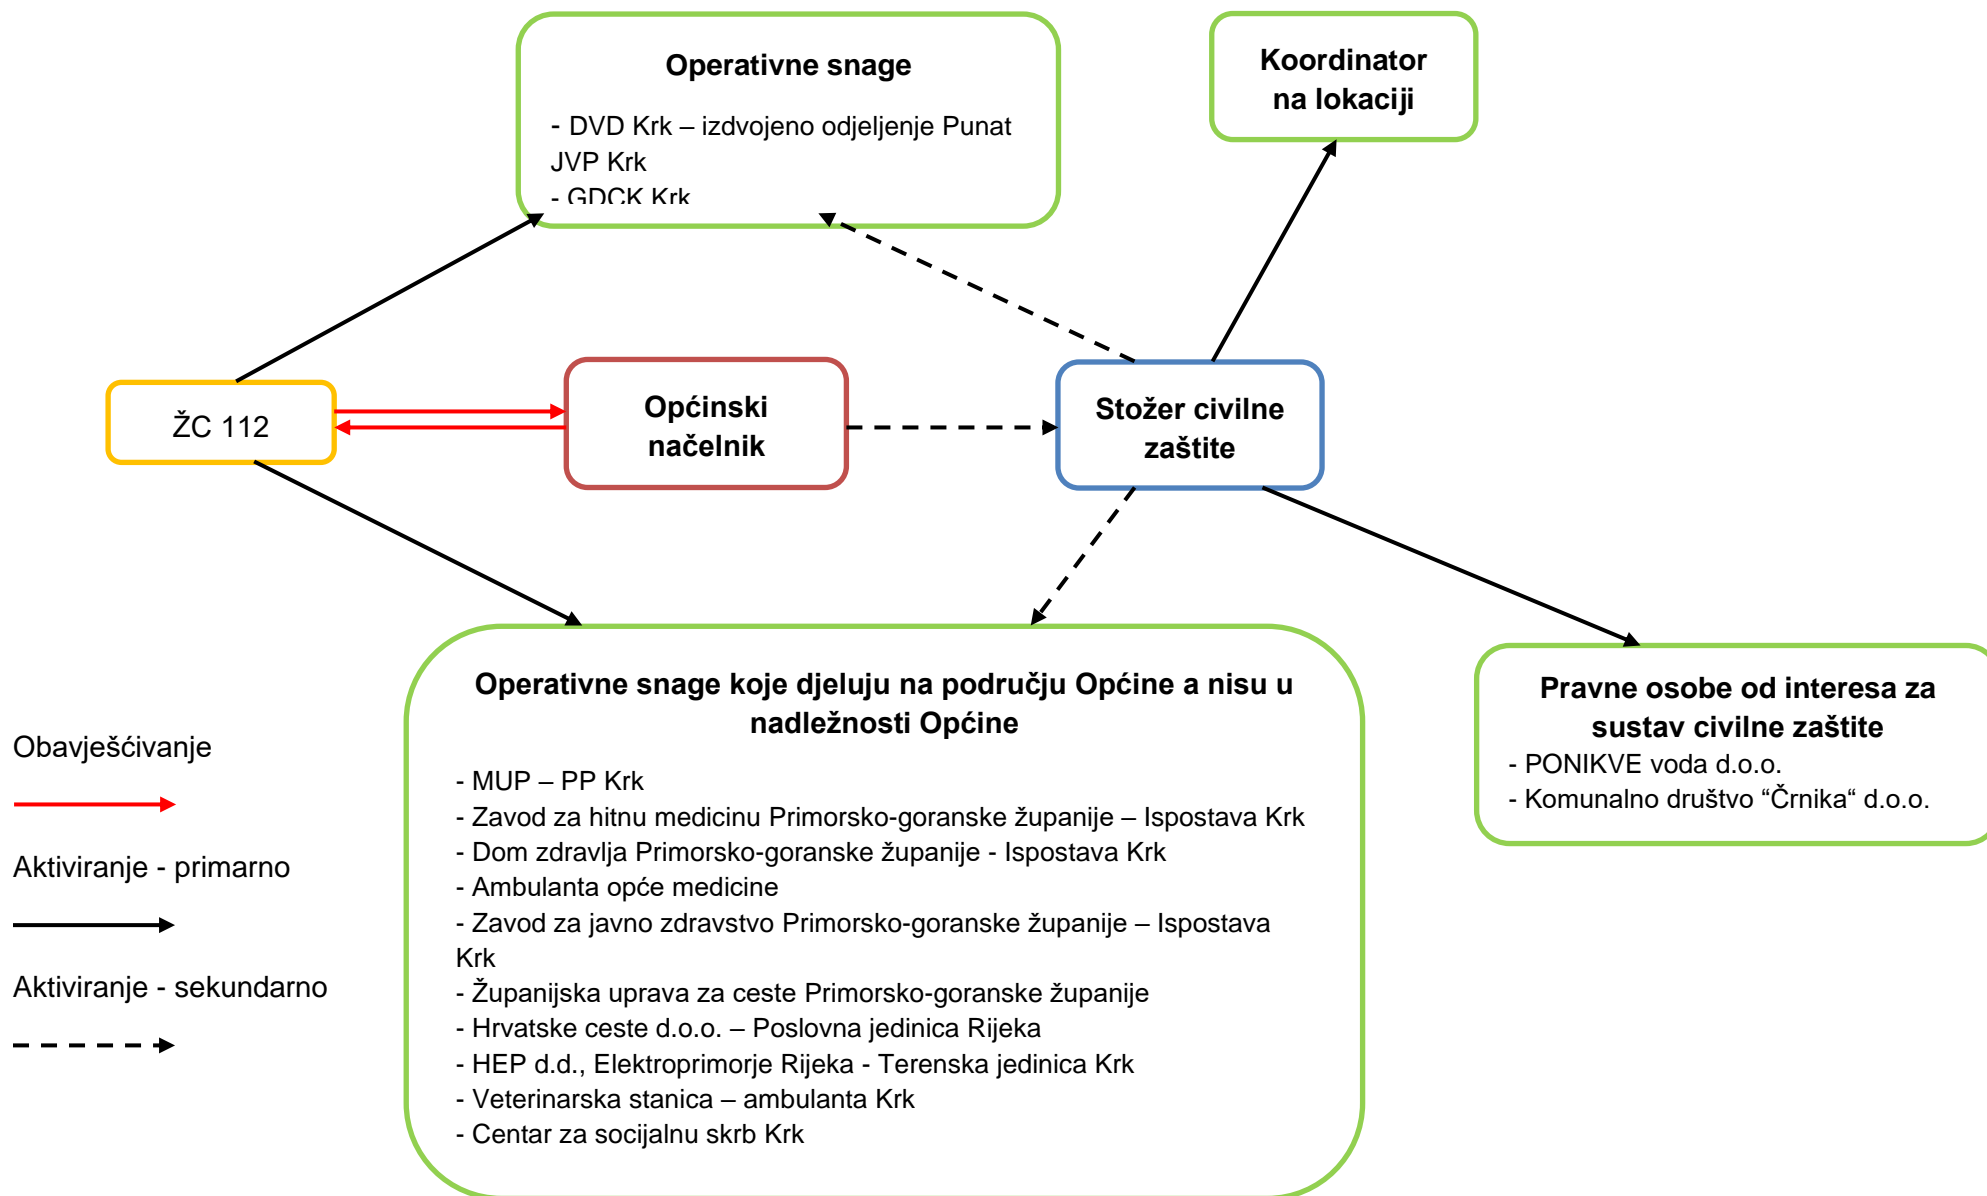 Operativne snage
- DVD Krk – izdvojeno odjeljenje Punat
JVP Krk
- GDCK Krk
Koordinator
na lokaciji
ŽC 112
Općinski
načelnik
Stožer civilne
zaštite
Operativne snage koje djeluju na području Općine a nisu u
nadležnosti Općine
- MUP – PP Krk
- Zavod za hitnu medicinu Primorsko-goranske županije – Ispostava Krk
- Dom zdravlja Primorsko-goranske županije - Ispostava Krk
- Ambulanta opće medicine
- Zavod za javno zdravstvo Primorsko-goranske županije – Ispostava
Krk
- Županijska uprava za ceste Primorsko-goranske županije
- Hrvatske ceste d.o.o. – Poslovna jedinica Rijeka
- HEP d.d., Elektroprimorje Rijeka - Terenska jedinica Krk
- Veterinarska stanica – ambulanta Krk
- Centar za socijalnu skrb Krk
Pravne osobe od interesa za
sustav civilne zaštite
- PONIKVE voda d.o.o.
- Komunalno društvo “Črnika“ d.o.o.
Obavješćivanje
Aktiviranje - primarno
Aktiviranje - sekundarno